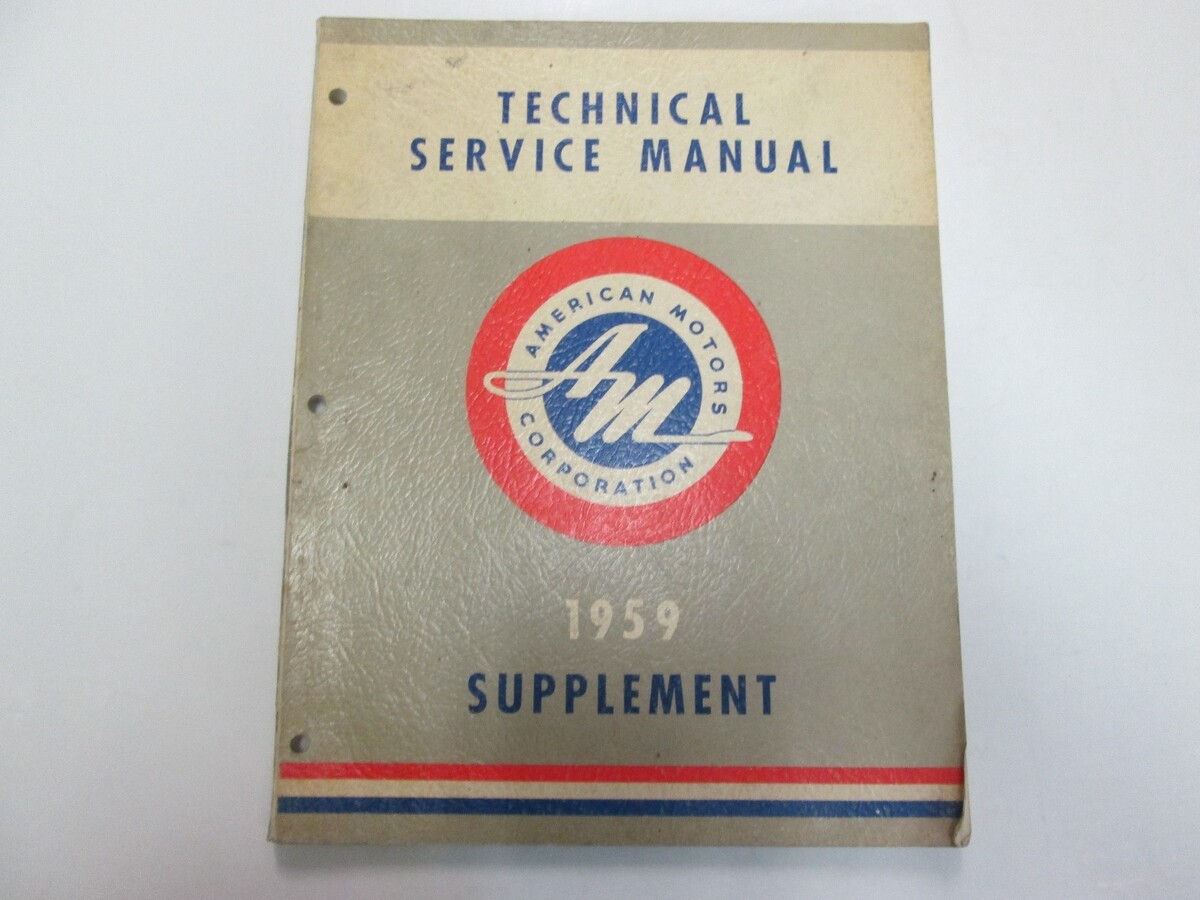 TECHNICAL
SERVICE MANUAL
AMERICAN MOTORS
AM
CORPORATION
1959
SUPPLEMENT